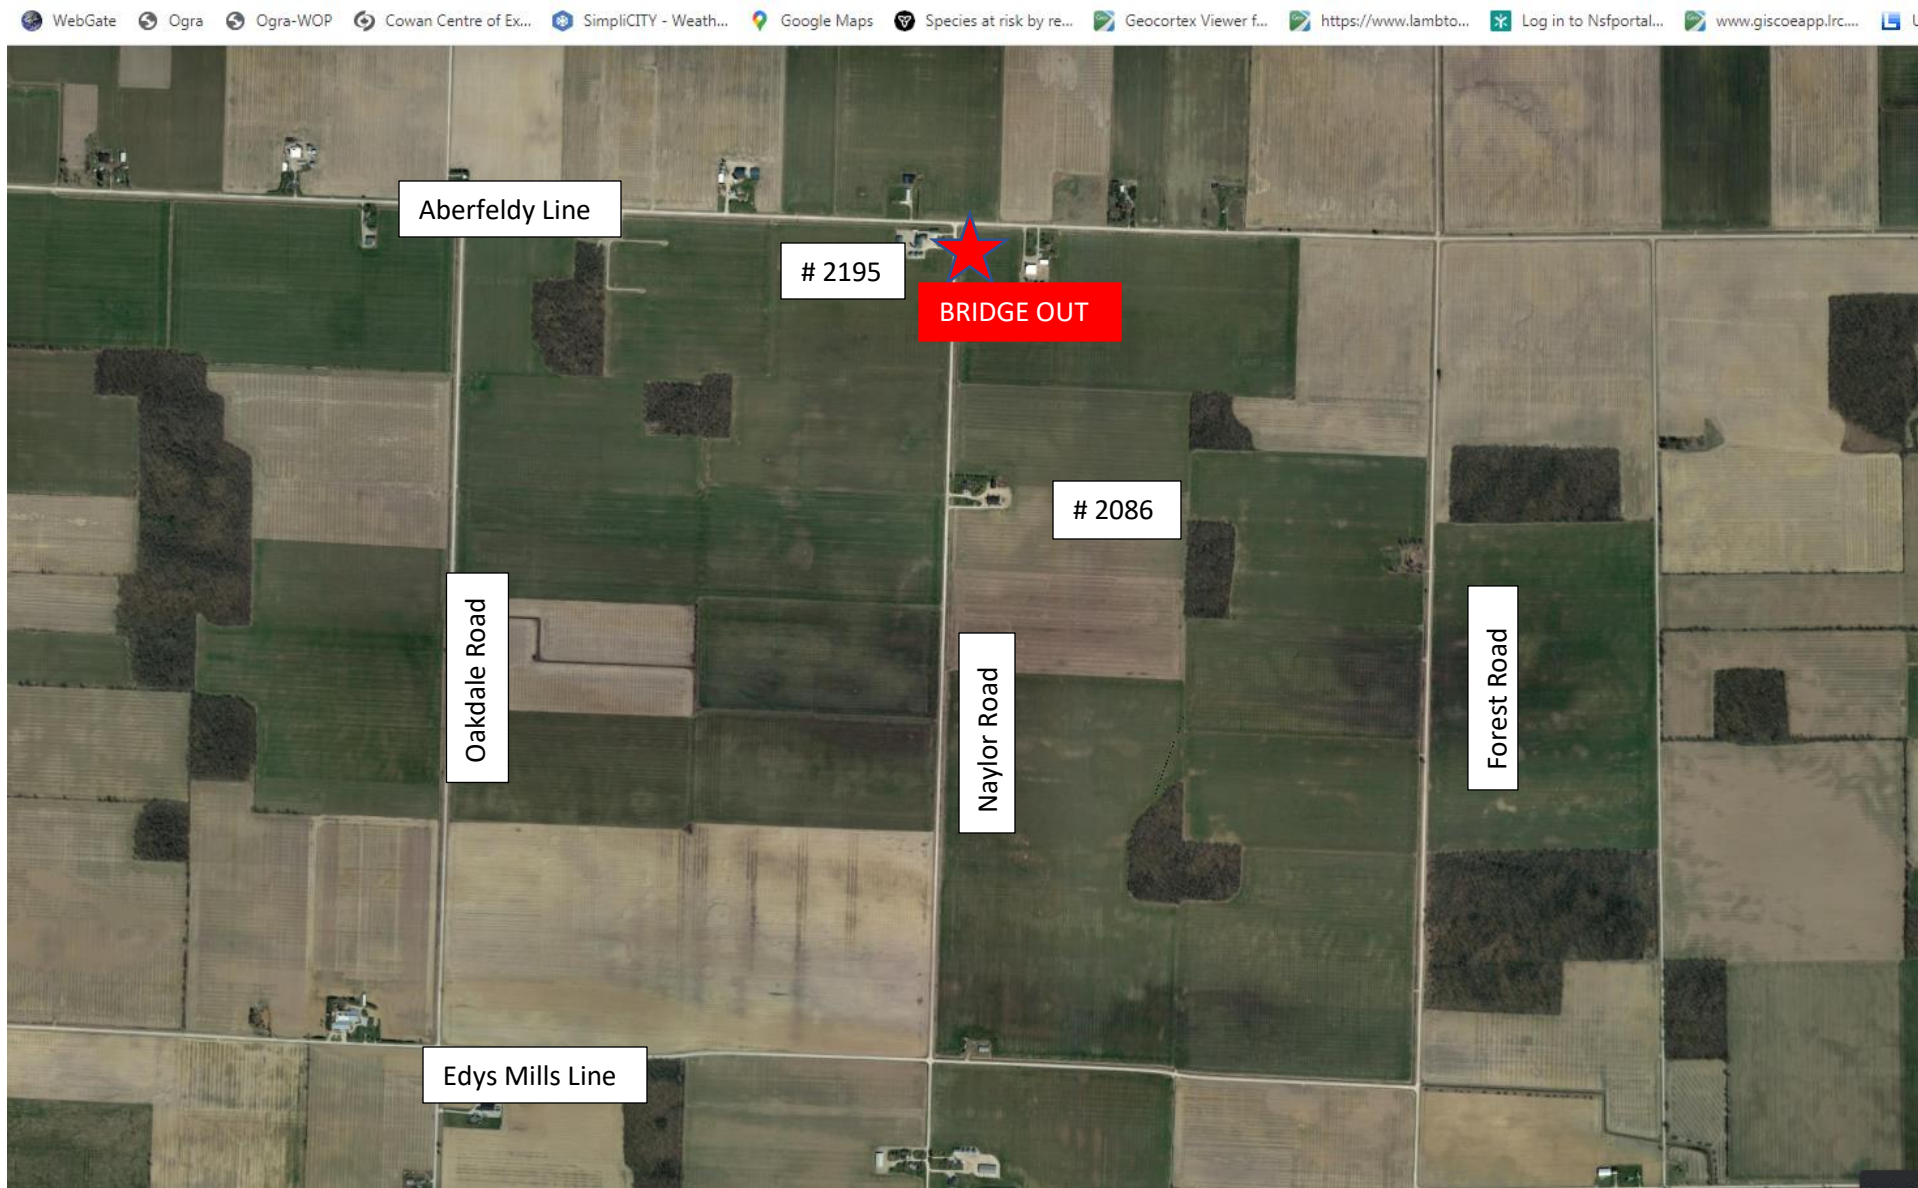 WebGate Ogra Ogra-WOP Cowan Centre of Ex... SimpliCITY - Weath... Google Maps Species at risk by re... Geocortex Viewer f... https://www.lambto... Log in to Nsfportal... www.giscoeapp.lrc....
Aberfeldy Line
# 2195
BRIDGE OUT
# 2086
Oakdale Road
Naylor Road
Forest Road
Edys Mills Line